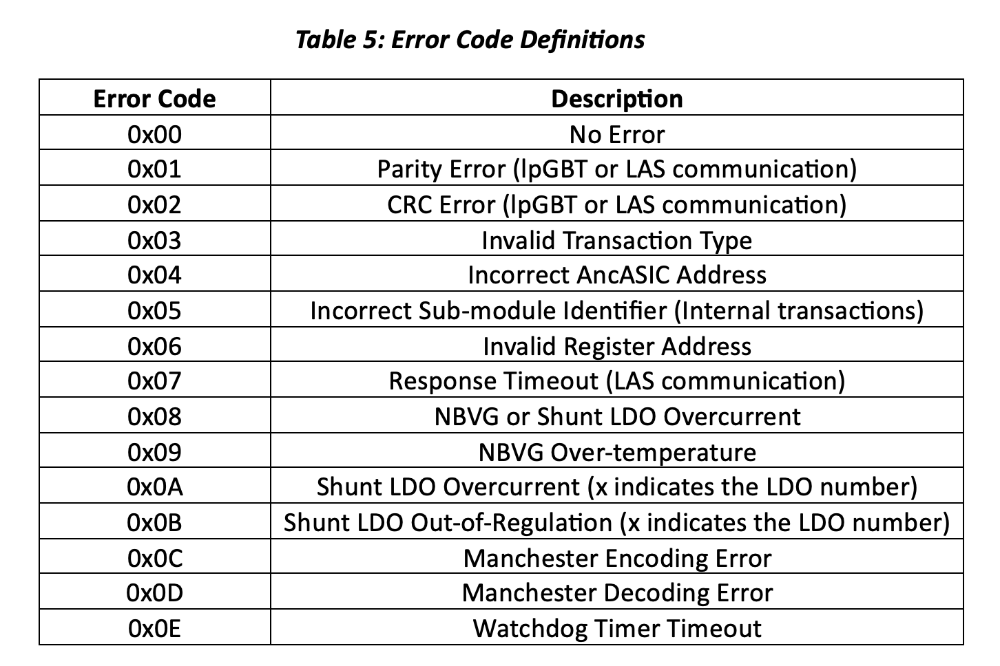 Table 5: Error Code Definitions
Error Code Description
0x00 No Error
0x01 Parity Error (lpGBT or LAS communication)
0x02 CRC Error (lpGBT or LAS communication)
0x03 Invalid Transaction Type
0x04 Incorrect AncASIC Address
0x05 Incorrect Sub-module Identifier (Internal transactions)
0x06 Invalid Register Address
0x07 Response Timeout (LAS communication)
0x08 NBVG or Shunt LDO Overcurrent
0x09 NBVG Over-temperature
0x0A Shunt LDO Overcurrent (x indicates the LDO number)
0x0B Shunt LDO Out-of-Regulation (x indicates the LDO number)
0x0C Manchester Encoding Error
0x0D Manchester Decoding Error
0x0E Watchdog Timer Timeout